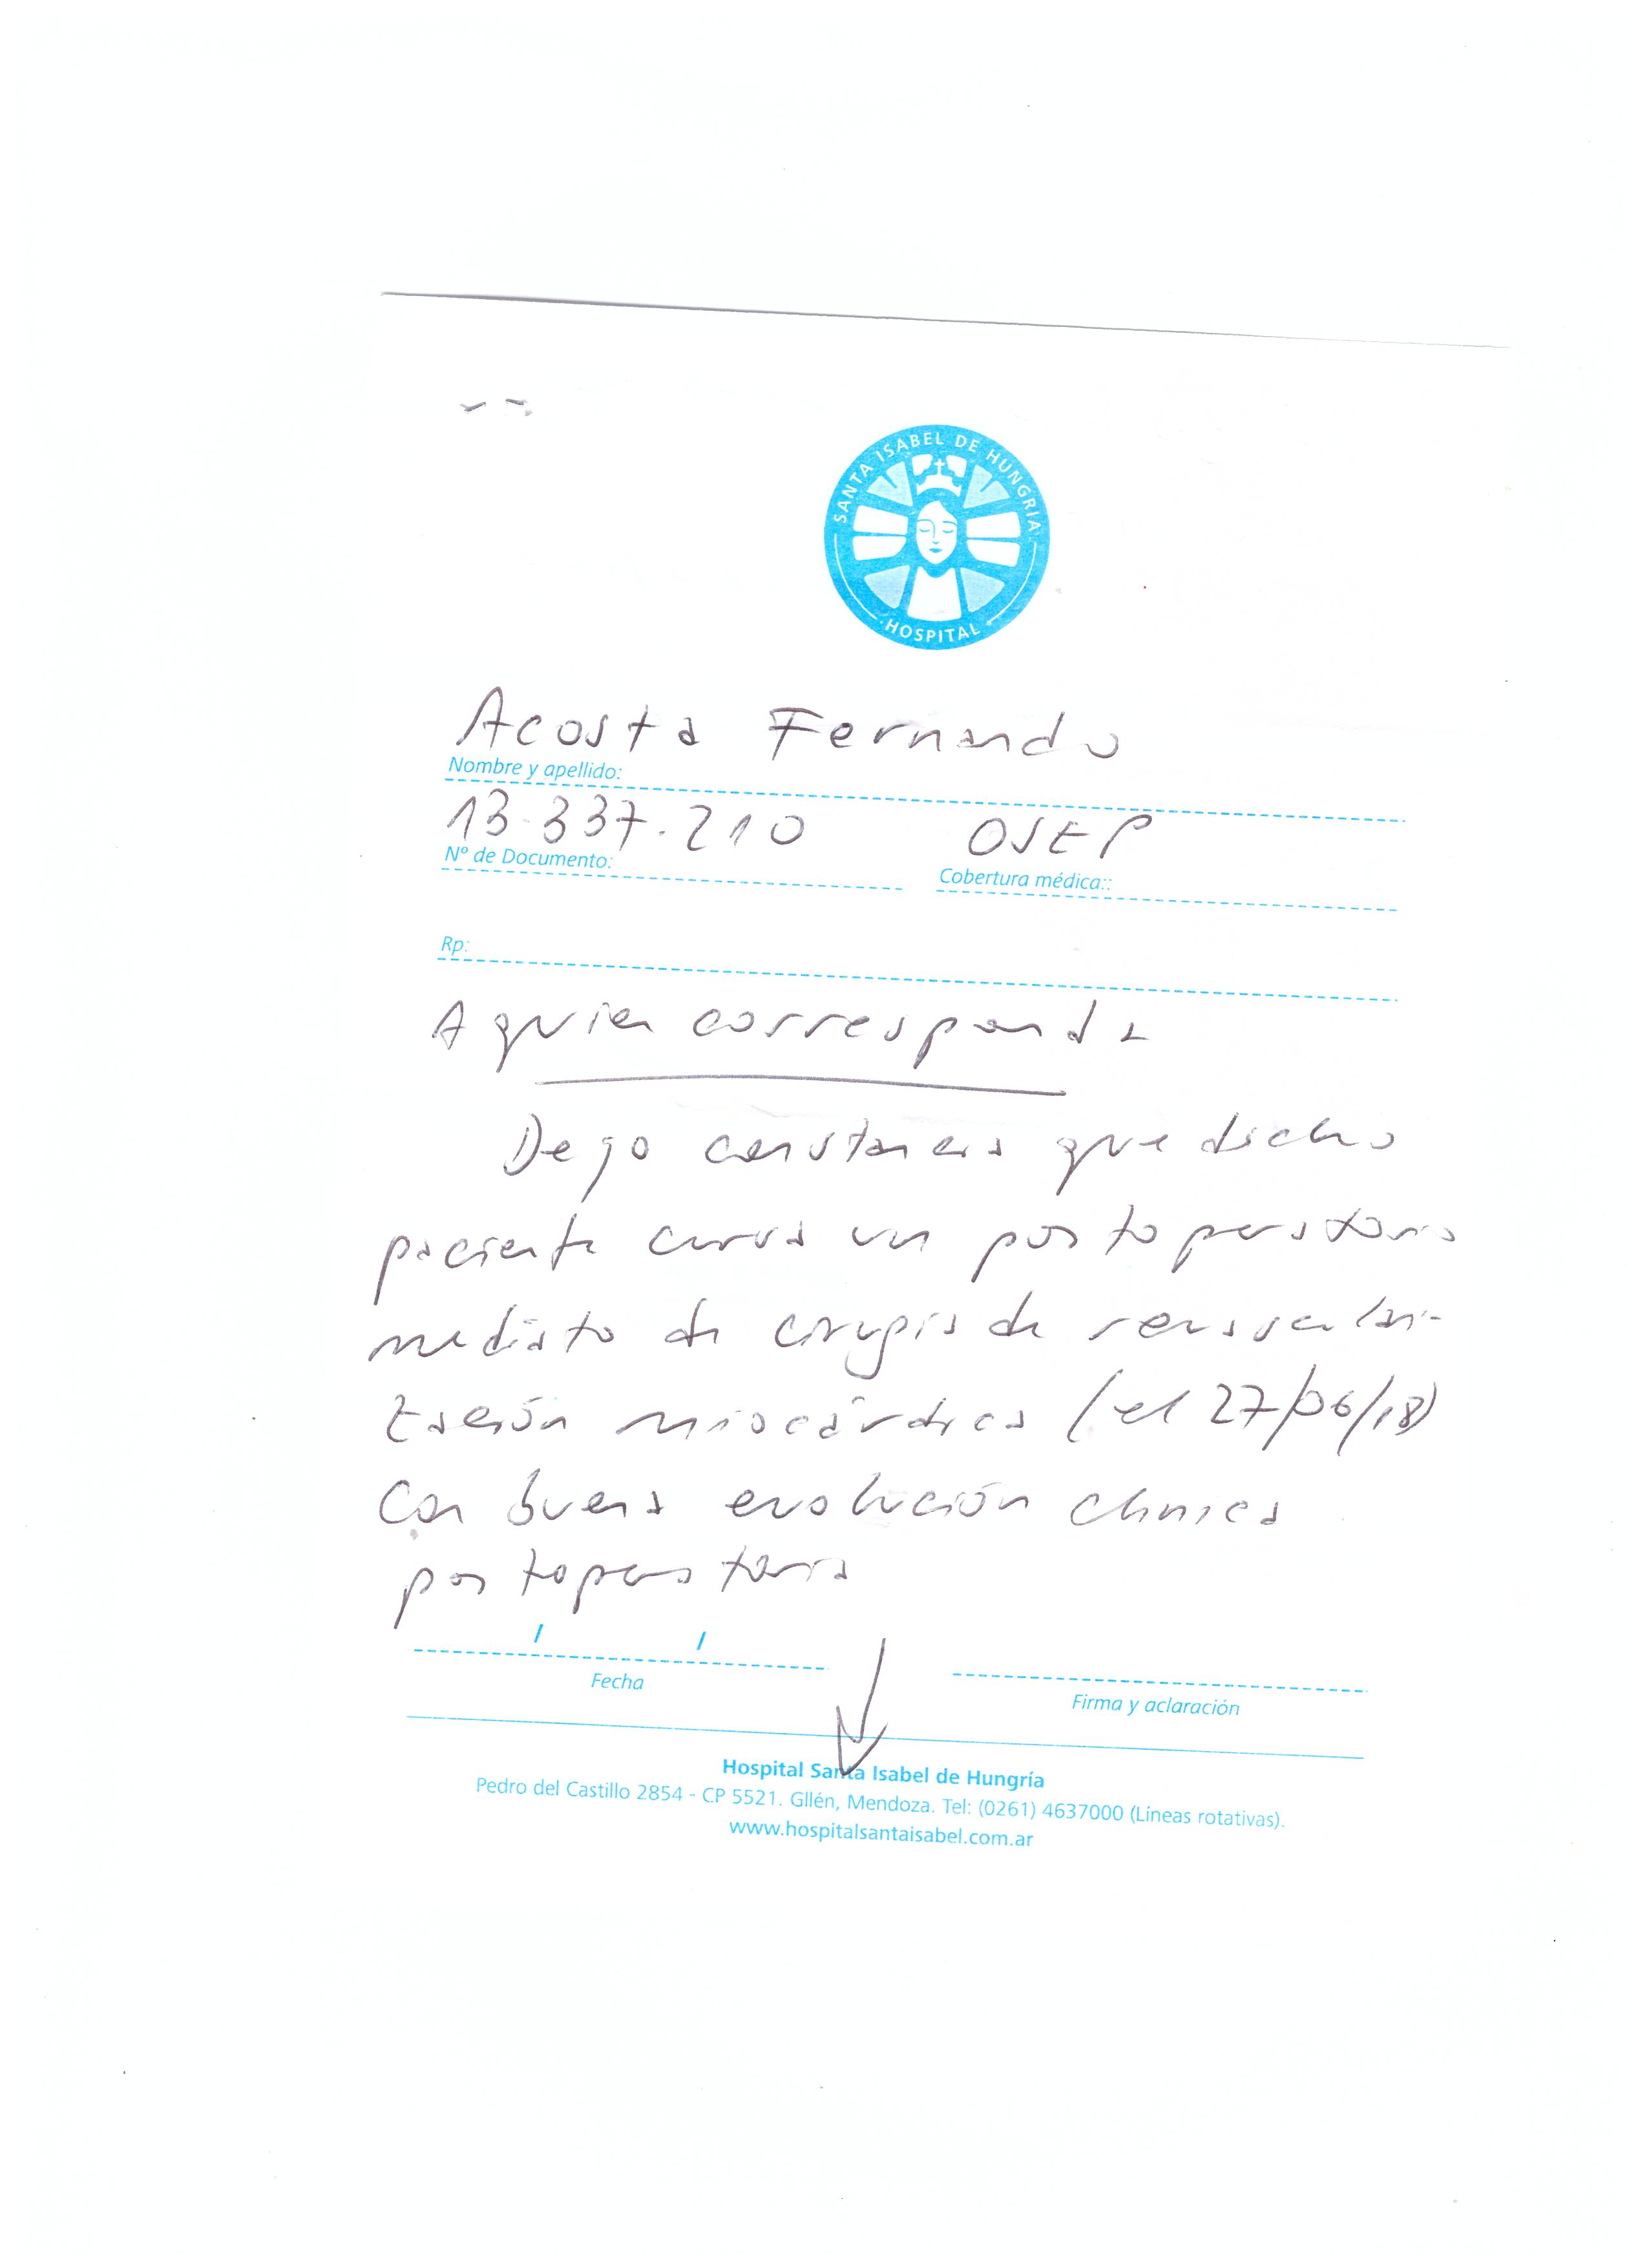 SANTA ISABEL DE HUNGRIA
HOSPITAL
Acosta Fernando
Nombre y apellido:
13.337.210 OSEP
Nº de Documento: Cobertura médica::
Rp:
A quien corresponda
Dejo constancia que dicho
paciente cursa un postoperatorio
mediato de cirugía de revasculari-
zación miocárdica (el 27/06/18)
con buena evolución clínica
postoperatoria
/ /
Fecha Firma y aclaración
Hospital Santa Isabel de Hungría
Pedro del Castillo 2854 - CP 5521. Gllén, Mendoza. Tel: (0261) 4637000 (Líneas rotativas).
www.hospitalsantaisabel.com.ar